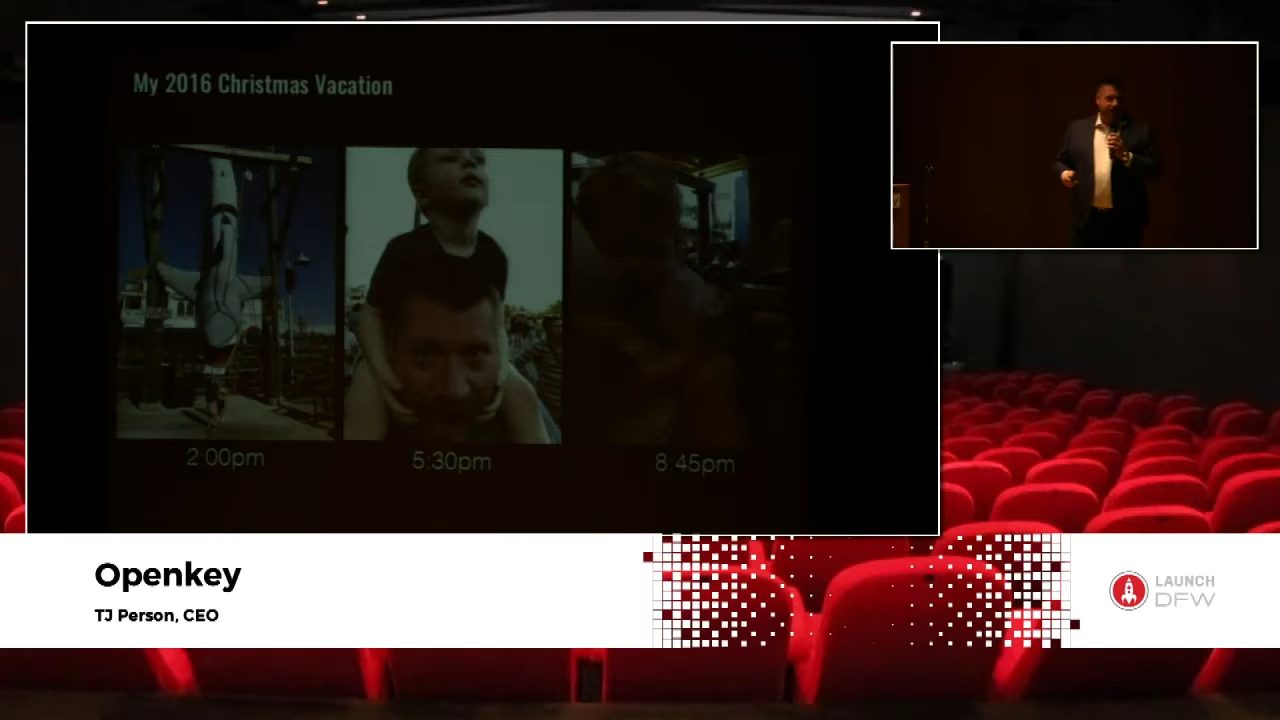 My 2016 Christmas Vacation
2:00pm
5:30pm
8:45pm
Openkey
TJ Person, CEO
LAUNCH
DFW